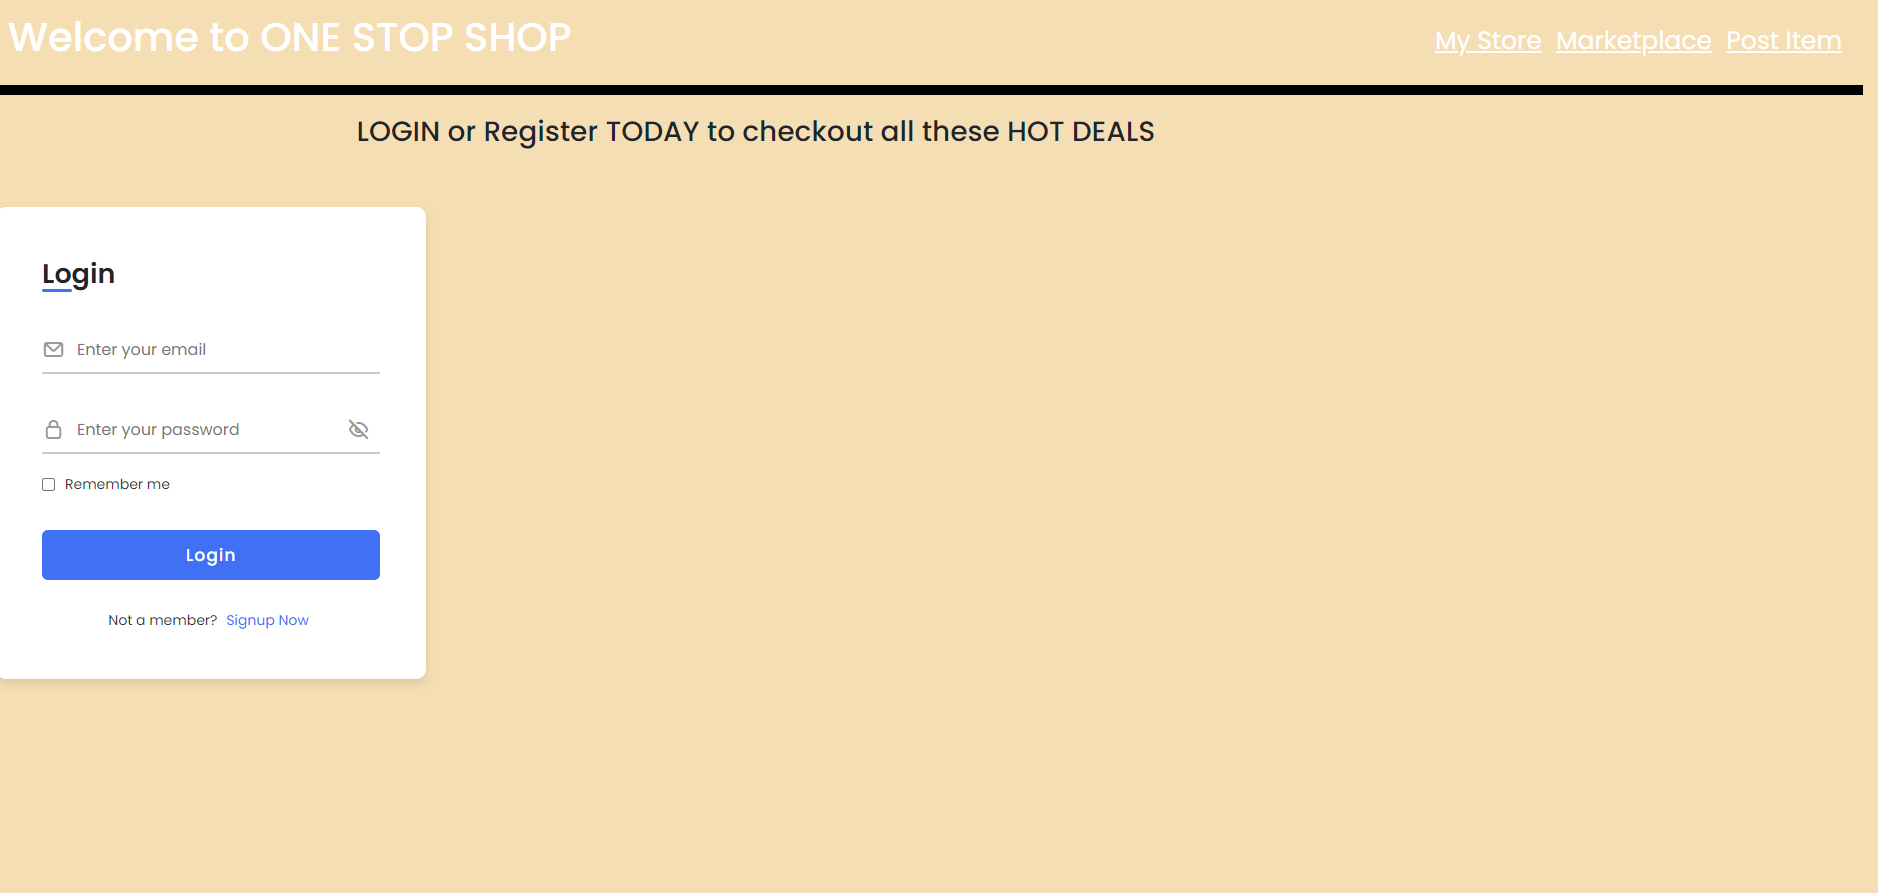 Welcome to ONE STOP SHOP
My Store Marketplace Post Item
LOGIN or Register TODAY to checkout all these HOT DEALS
Login
Enter your email
Enter your password
Remember me
Login
Not a member? Signup Now